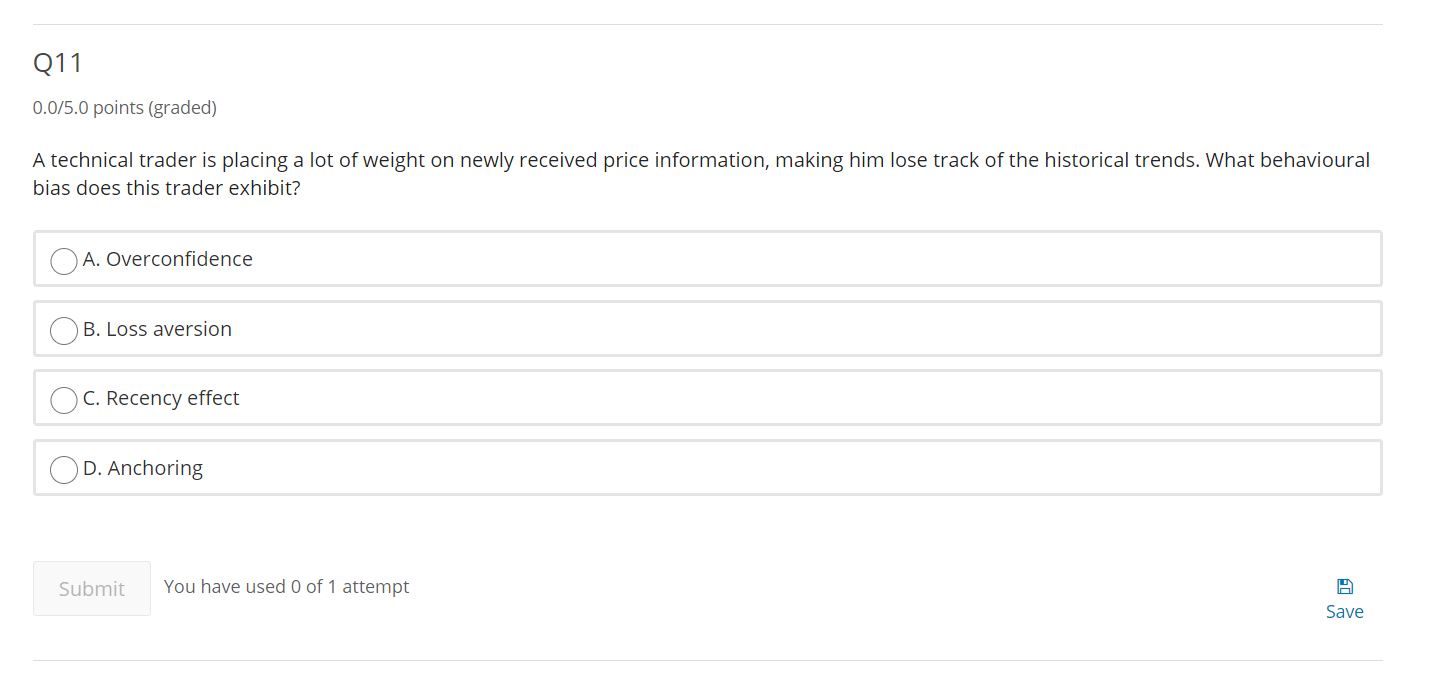 Q11
0.0/5.0 points (graded)
A technical trader is placing a lot of weight on newly received price information, making him lose track of the historical trends. What behavioural
bias does this trader exhibit?
A. Overconfidence
B. Loss aversion
C. Recency effect
D. Anchoring
Submit You have used 0 of 1 attempt
Save